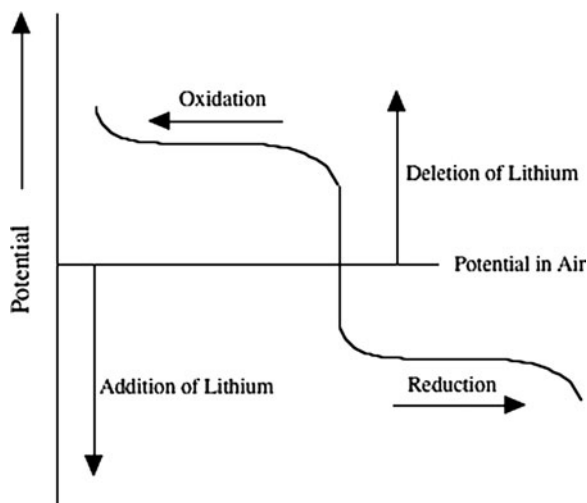 Oxidation
Deletion of Lithium
Potential
Potential in Air
Addition of Lithium
Reduction